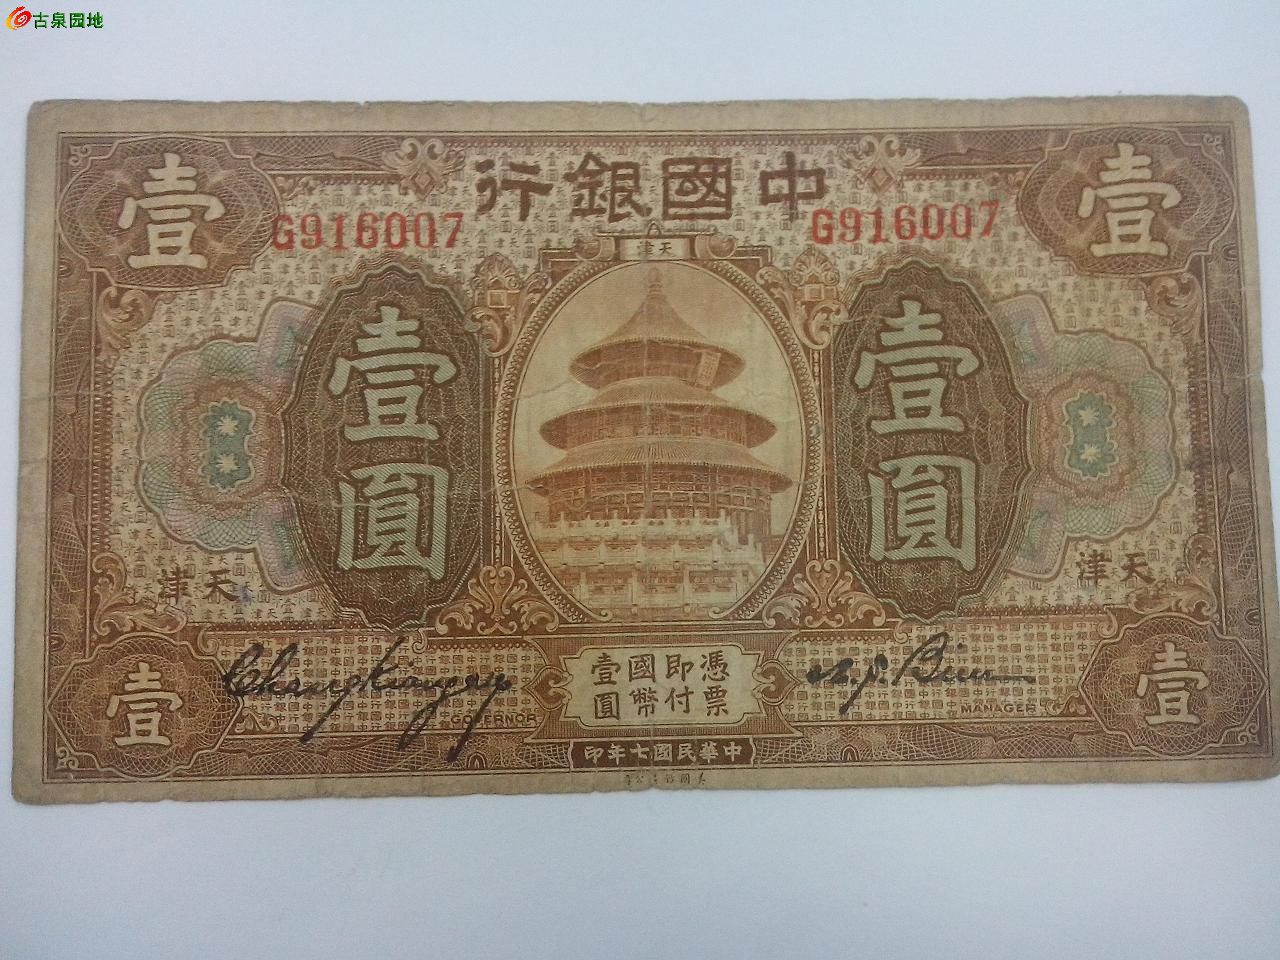 古泉园地
壹 行銀國中 壹
G916007 G916007
津天
壹圓 壹圓
津天 津天
憑票
即付
國幣
壹圓
壹 壹
GOVERNOR MANAGER
印年七國民華中